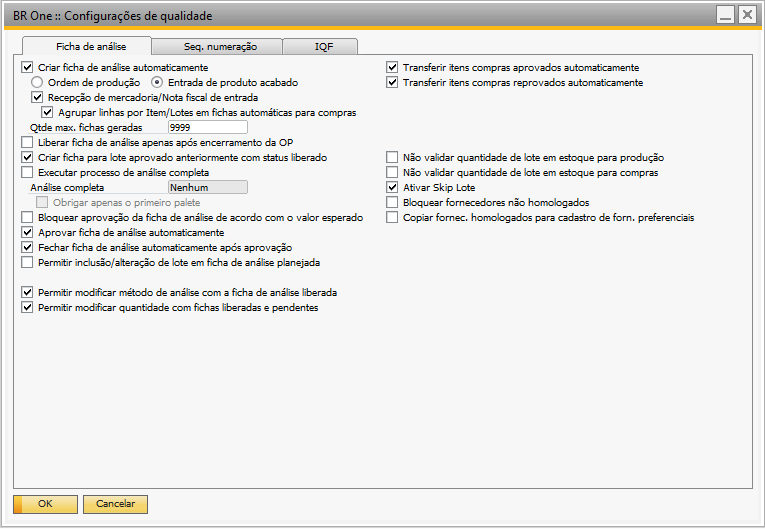 BR One :: Configurações de qualidade
Ficha de análise
Seq. numeração
IQF
Criar ficha de análise automaticamente
Transferir itens compras aprovados automaticamente
Ordem de produção
Entrada de produto acabado
Transferir itens compras reprovados automaticamente
Recepção de mercadoria/Nota fiscal de entrada
Agrupar linhas por Item/Lotes em fichas automáticas para compras
Qtde max. fichas geradas 9999
Liberar ficha de análise apenas após encerramento da OP
Criar ficha para lote aprovado anteriormente com status liberado
Não validar quantidade de lote em estoque para produção
Executar processo de análise completa
Não validar quantidade de lote em estoque para compras
Análise completa Nenhum
Ativar Skip Lote
Obrigar apenas o primeiro palete
Bloquear fornecedores não homologados
Bloquear aprovação da ficha de análise de acordo com o valor esperado
Copiar fornec. homologados para cadastro de forn. preferenciais
Aprovar ficha de análise automaticamente
Fechar ficha de análise automaticamente após aprovação
Permitir inclusão/alteração de lote em ficha de análise planejada
Permitir modificar método de análise com a ficha de análise liberada
Permitir modificar quantidade com fichas liberadas e pendentes
OK
Cancelar